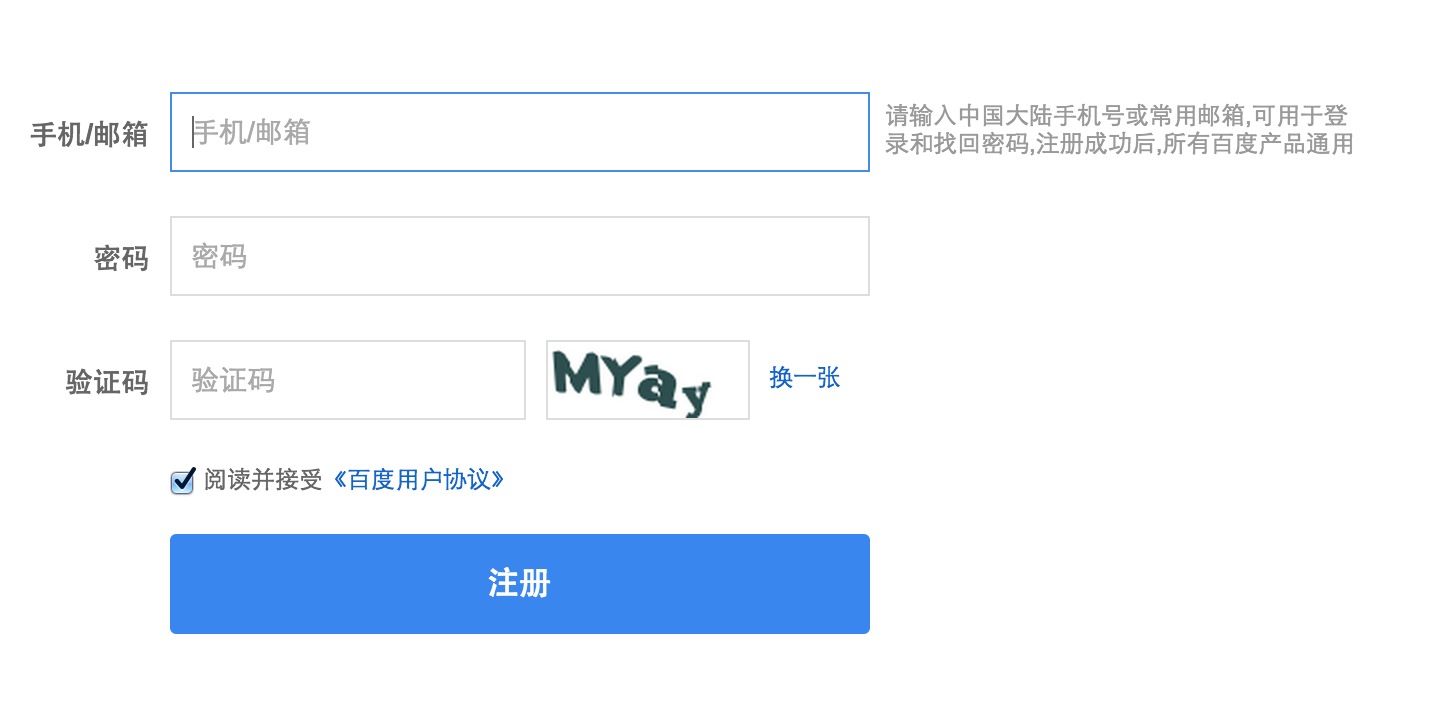 手机/邮箱 手机/邮箱 请输入中国大陆手机号或常用邮箱,可用于登
录和找回密码,注册成功后,所有百度产品通用
密码 密码
验证码 验证码 MYay 换一张
阅读并接受《百度用户协议》
注册